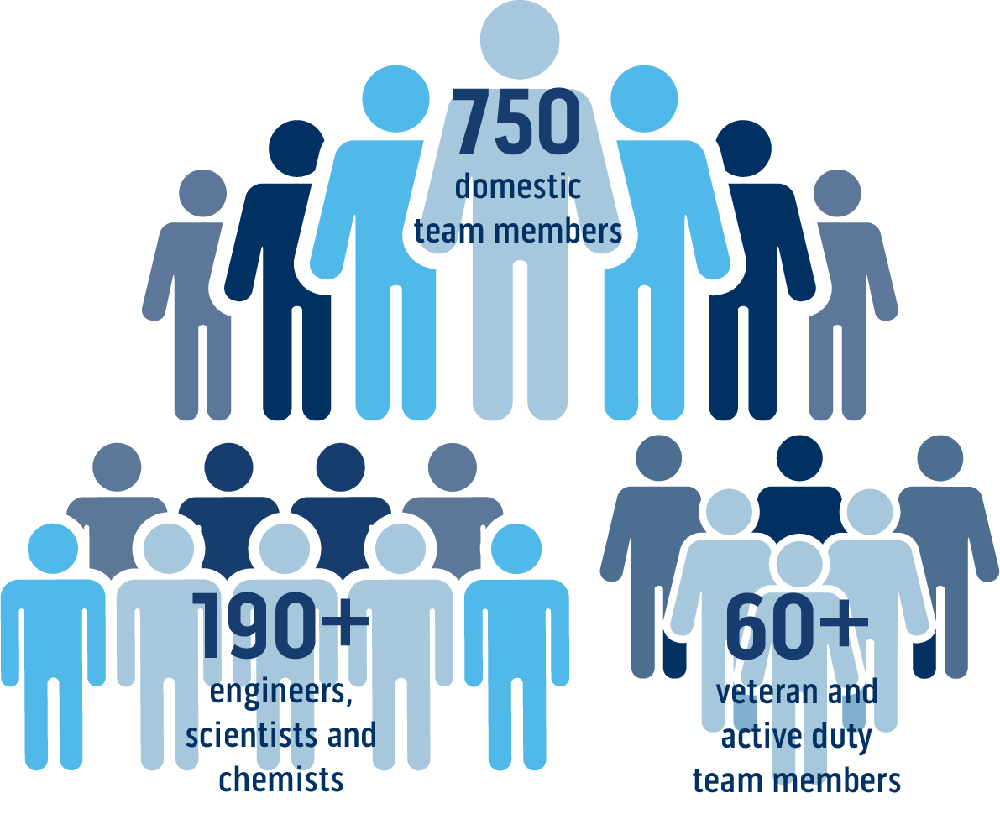 750
domestic
team members
190+
engineers,
scientists and
chemists
60+
veteran and
active duty
team members